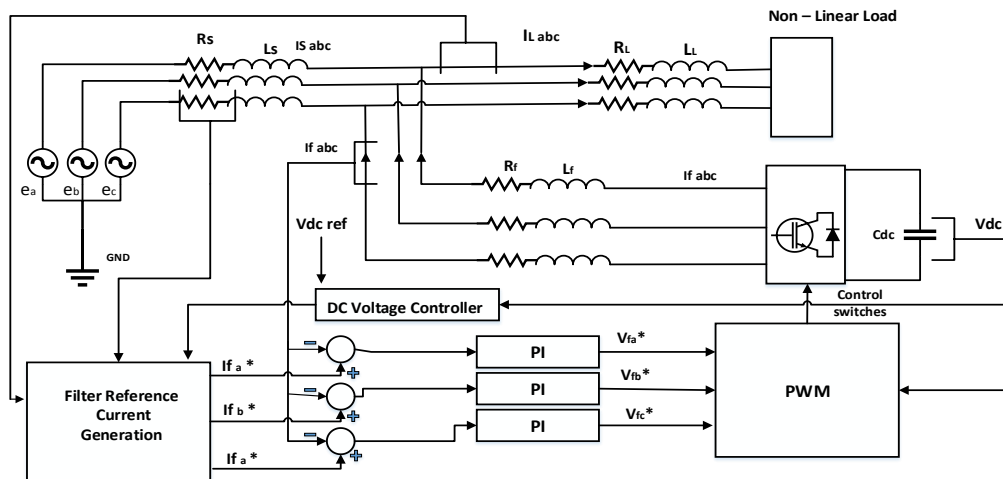 Non – Linear Load
Rs
Ls
IS abc
IL abc
RL
LL
If abc
ea
eb
ec
Rf
Lf
If abc
Vdc ref
Cdc
Vdc
GND
DC Voltage Controller
Control
switches
Filter Reference
Current
Generation
If a *
If b *
If a *
PI
PI
PI
Vfa*
Vfb*
Vfc*
PWM